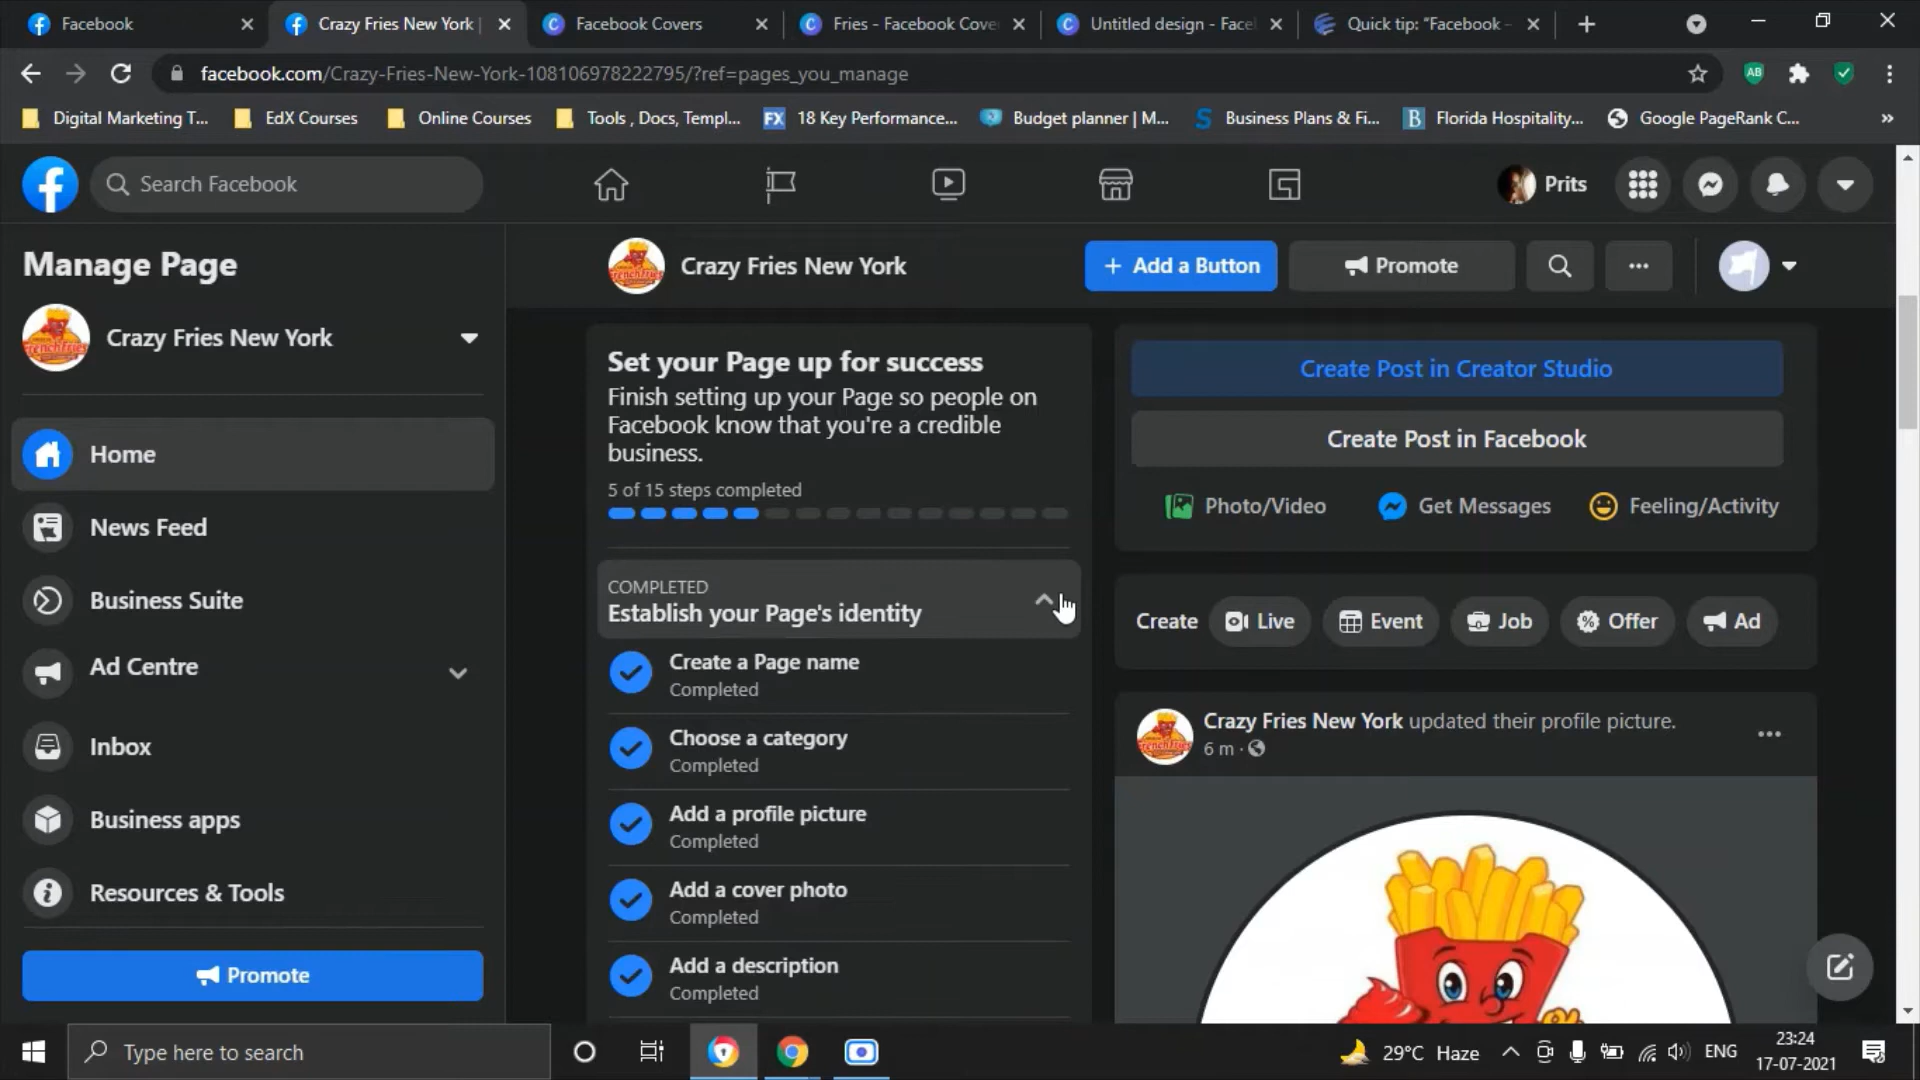 Facebook
Crazy Fries New York |
Facebook Covers
Fries - Facebook Cove
Untitled design - Face
Quick tip: "Facebook -
facebook.com/Crazy-Fries-New-York-108106978222795/?ref=pages_you_manage
Digital Marketing T...
EdX Courses
Online Courses
Tools , Docs, Templ...
FX
18 Key Performance...
Budget planner | M...
Business Plans & Fi...
B
Florida Hospitality,...
Google PageRank C...
»
Search Facebook
Prits
Manage Page
Crazy Fries New York
Home
News Feed
Business Suite
Ad Centre
Inbox
Business apps
Resources & Tools
Promote
Crazy Fries New York
+ Add a Button
Promote
Set your Page up for success
Finish setting up your Page so people on
Facebook know that you're a credible
business.
5 of 15 steps completed
COMPLETED
Establish your Page's identity
Create a Page name
Completed
Choose a category
Completed
Add a profile picture
Completed
Add a cover photo
Completed
Add a description
Completed
Create Post in Creator Studio
Create Post in Facebook
Photo/Video
Get Messages
Feeling/Activity
Create
Live
Event
Job
Offer
Ad
Crazy Fries New York updated their profile picture.
6 m ·
Type here to search
29°C Haze
ENG
23:24
17-07-2021